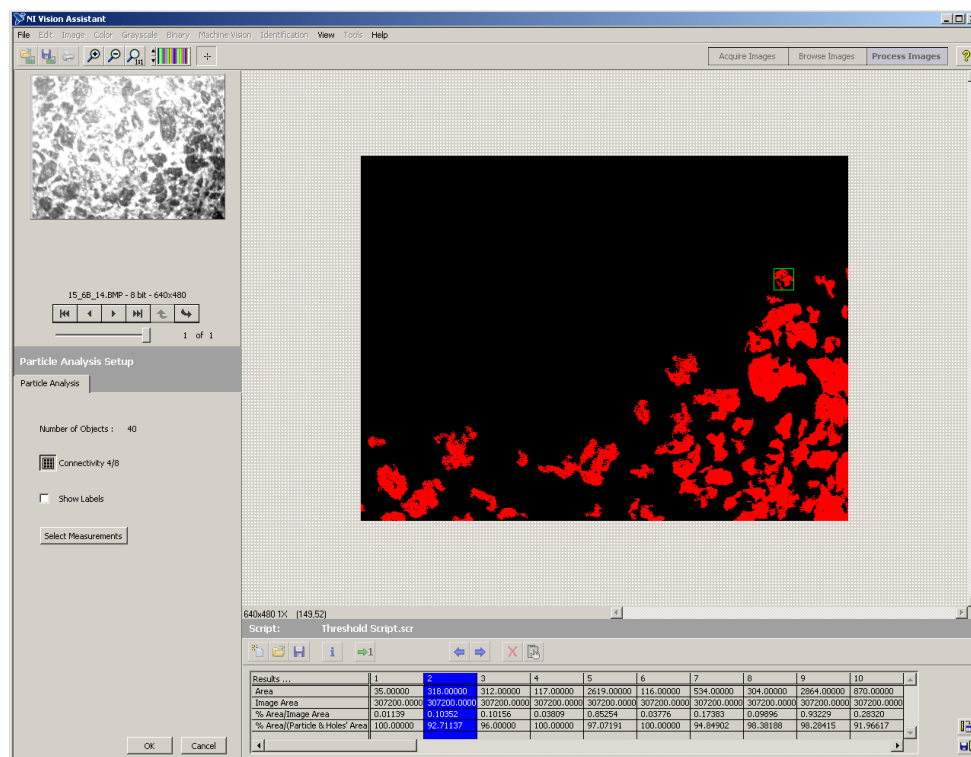 NI Vision Assistant
File Edit Image Color Grayscale Binary Machine Vision Identification View Tools Help
1:1 Acquire Images Browse Images Process Images ?
15_6B_14.BMP - 8 bit - 640x480
1 of 1
Particle Analysis Setup
Particle Analysis
Number of Objects : 40
Connectivity 4/8
Show Labels
Select Measurements
OK Cancel
640x480 1X (149.52)
Script: Threshold Script.scr
i 1
Results ... 1 2 3 4 5 6 7 8 9 10
Area 35.00000 318.00000 312.00000 117.00000 2619.00000 116.00000 534.00000 304.00000 2864.00000 870.00000
Image Area 307200.0000 307200.0000 307200.0000 307200.0000 307200.0000 307200.0000 307200.0000 307200.0000 307200.0000 307200.0000
% Area/Image Area 0.01139 0.10352 0.10156 0.03809 0.85254 0.03776 0.17383 0.09896 0.93229 0.28320
% Area/(Particle & Holes' Area 100.00000 92.71137 96.00000 100.00000 97.07191 100.00000 94.84902 98.38188 98.28415 91.96617